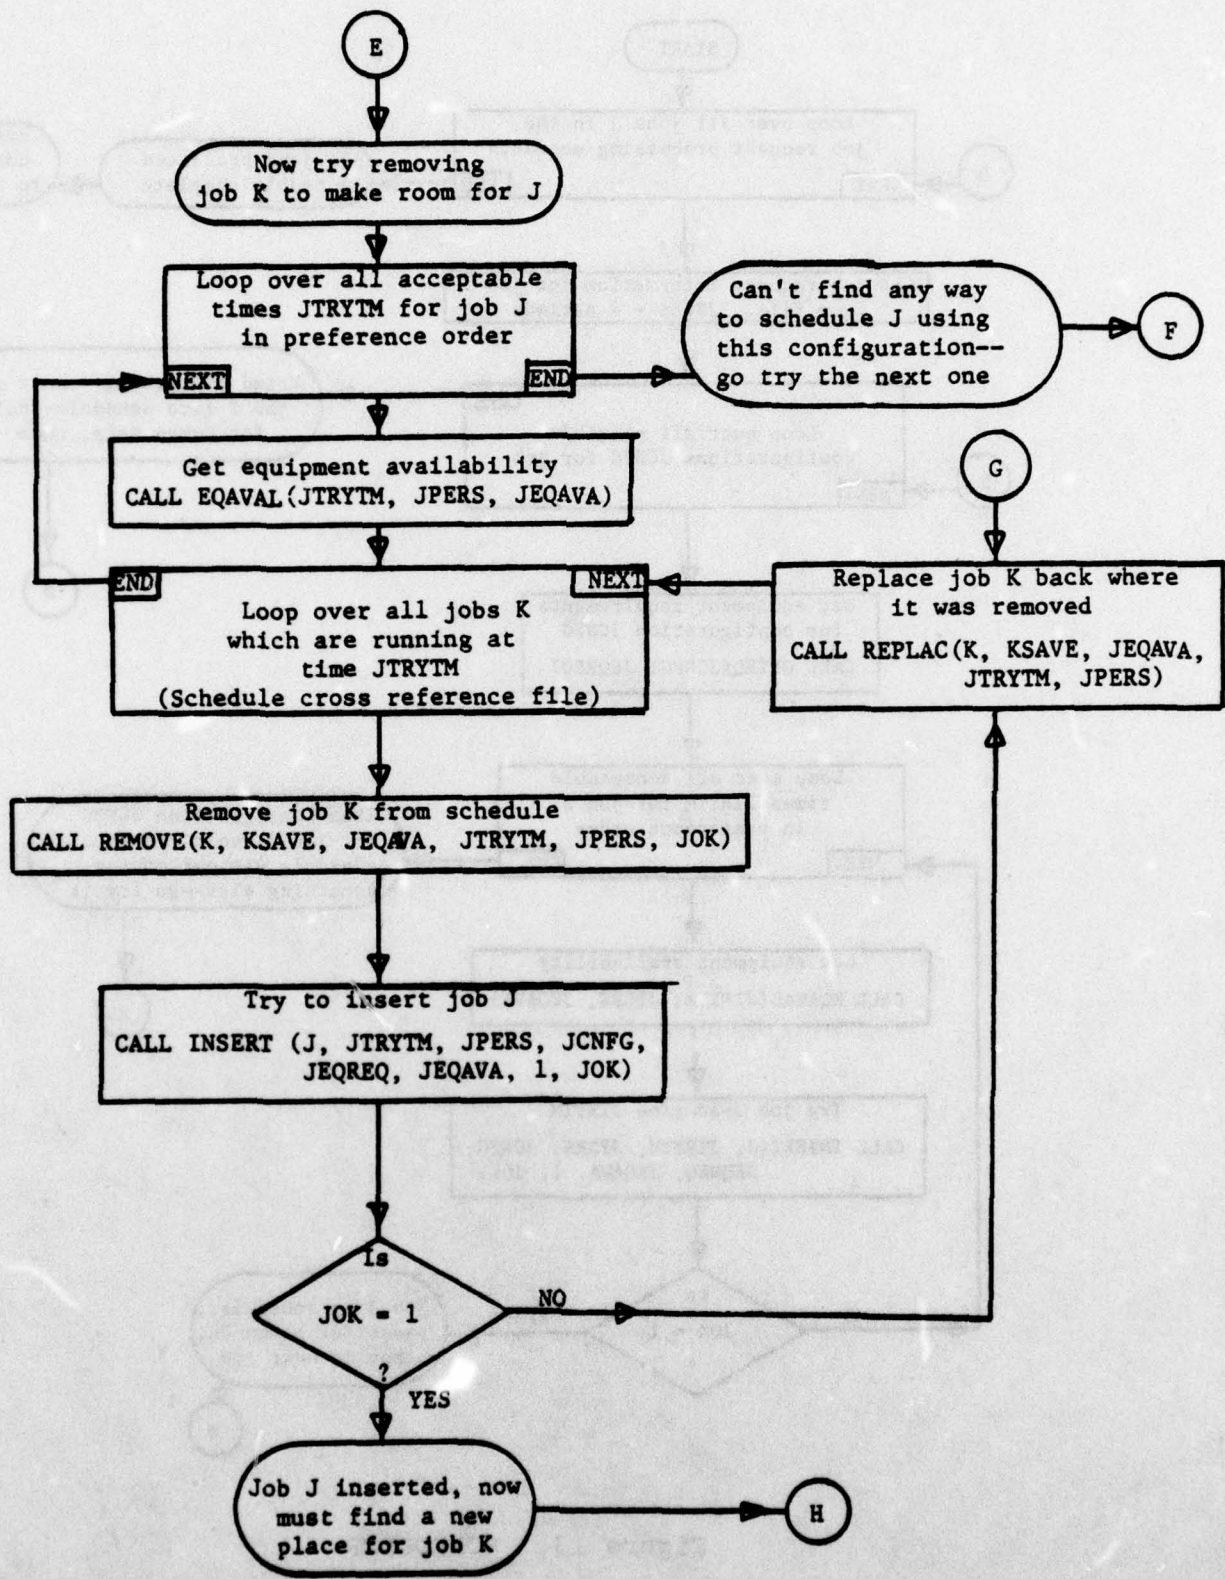 E
Now try removing
job K to make room for J
Loop over all acceptable
times JTRYTM for job J
in preference order
NEXT
END
Can't find any way
to schedule J using
this configuration--
go try the next one
F
Get equipment availability
CALL EQAVAL(JTRYTM, JPERS, JEQAVA)
G
END
NEXT
Loop over all jobs K
which are running at
time JTRYTM
(Schedule cross reference file)
Replace job K back where
it was removed
CALL REPLAC(K, KSAVE, JEQAVA,
JTRYTM, JPERS)
Remove job K from schedule
CALL REMOVE(K, KSAVE, JEQAVA, JTRYTM, JPERS, JOK)
Try to insert job J
CALL INSERT (J, JTRYTM, JPERS, JCNFG,
JEQREQ, JEQAVA, 1, JOK)
Is
JOK = 1
?
NO
YES
Job J inserted, now
must find a new
place for job K
H